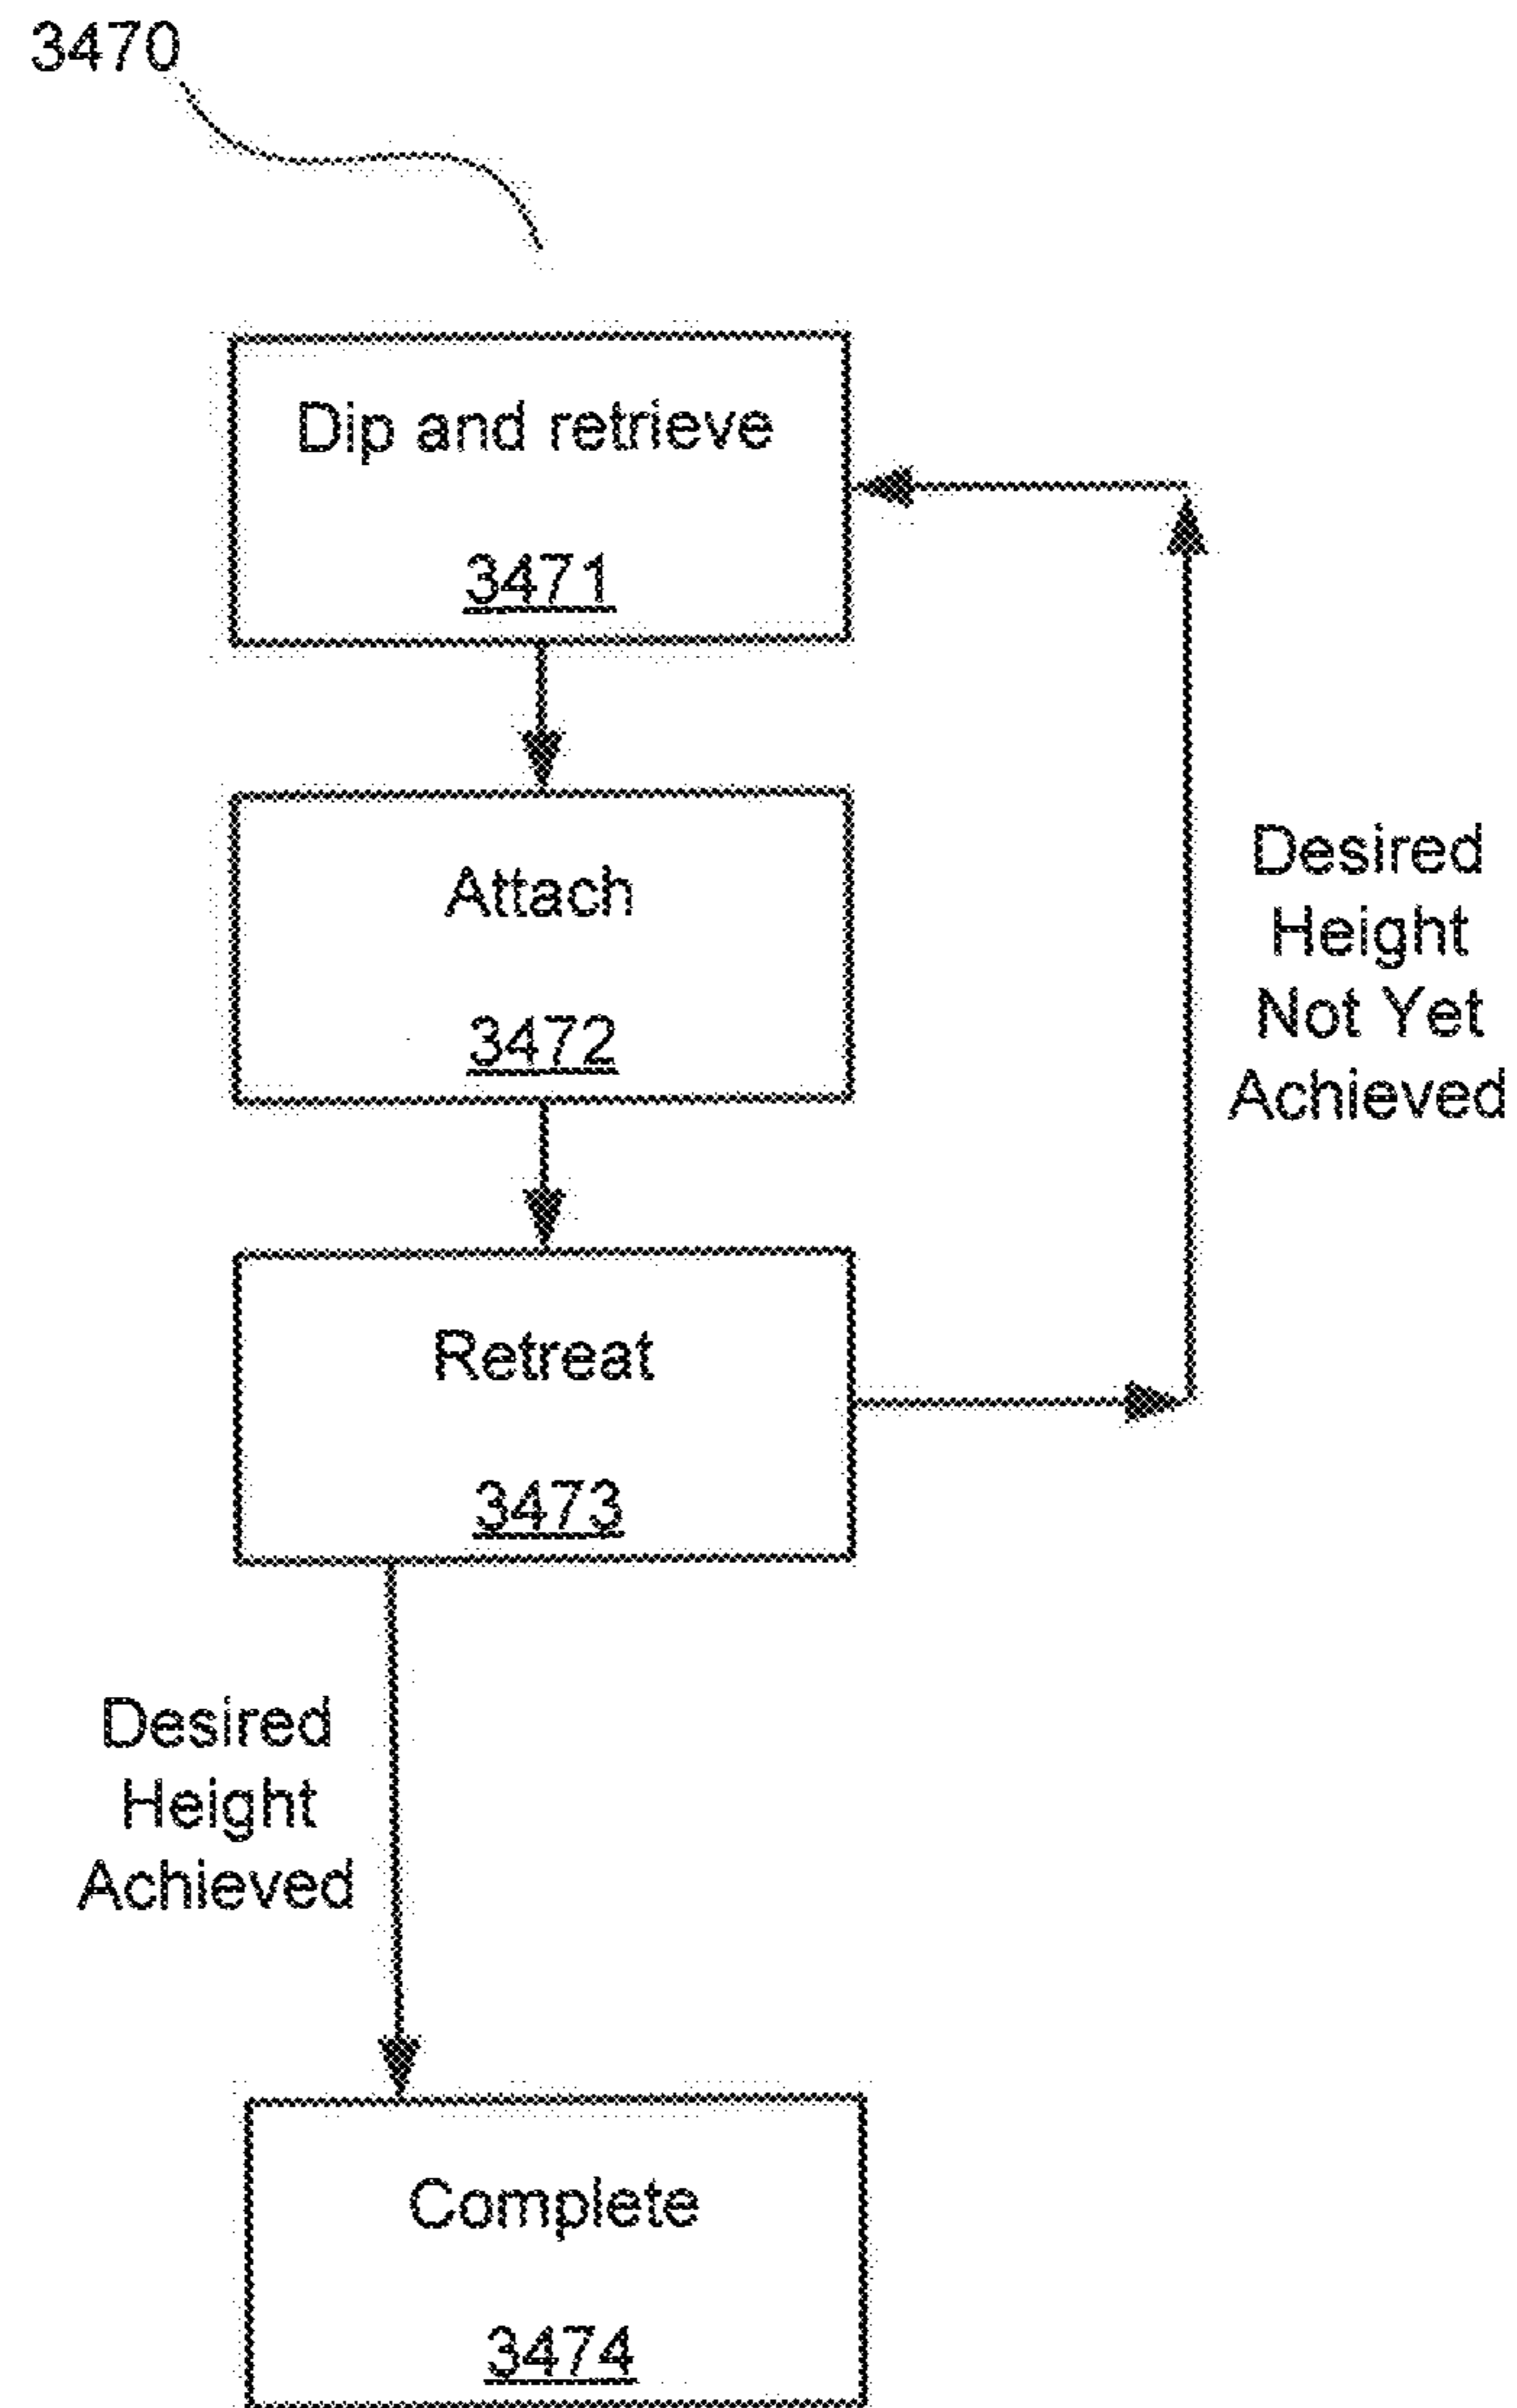 3470
Dip and retrieve
3471
Attach
3472
Desired
Height
Not Yet
Achieved
Retreat
3473
Desired
Height
Achieved
Complete
3474